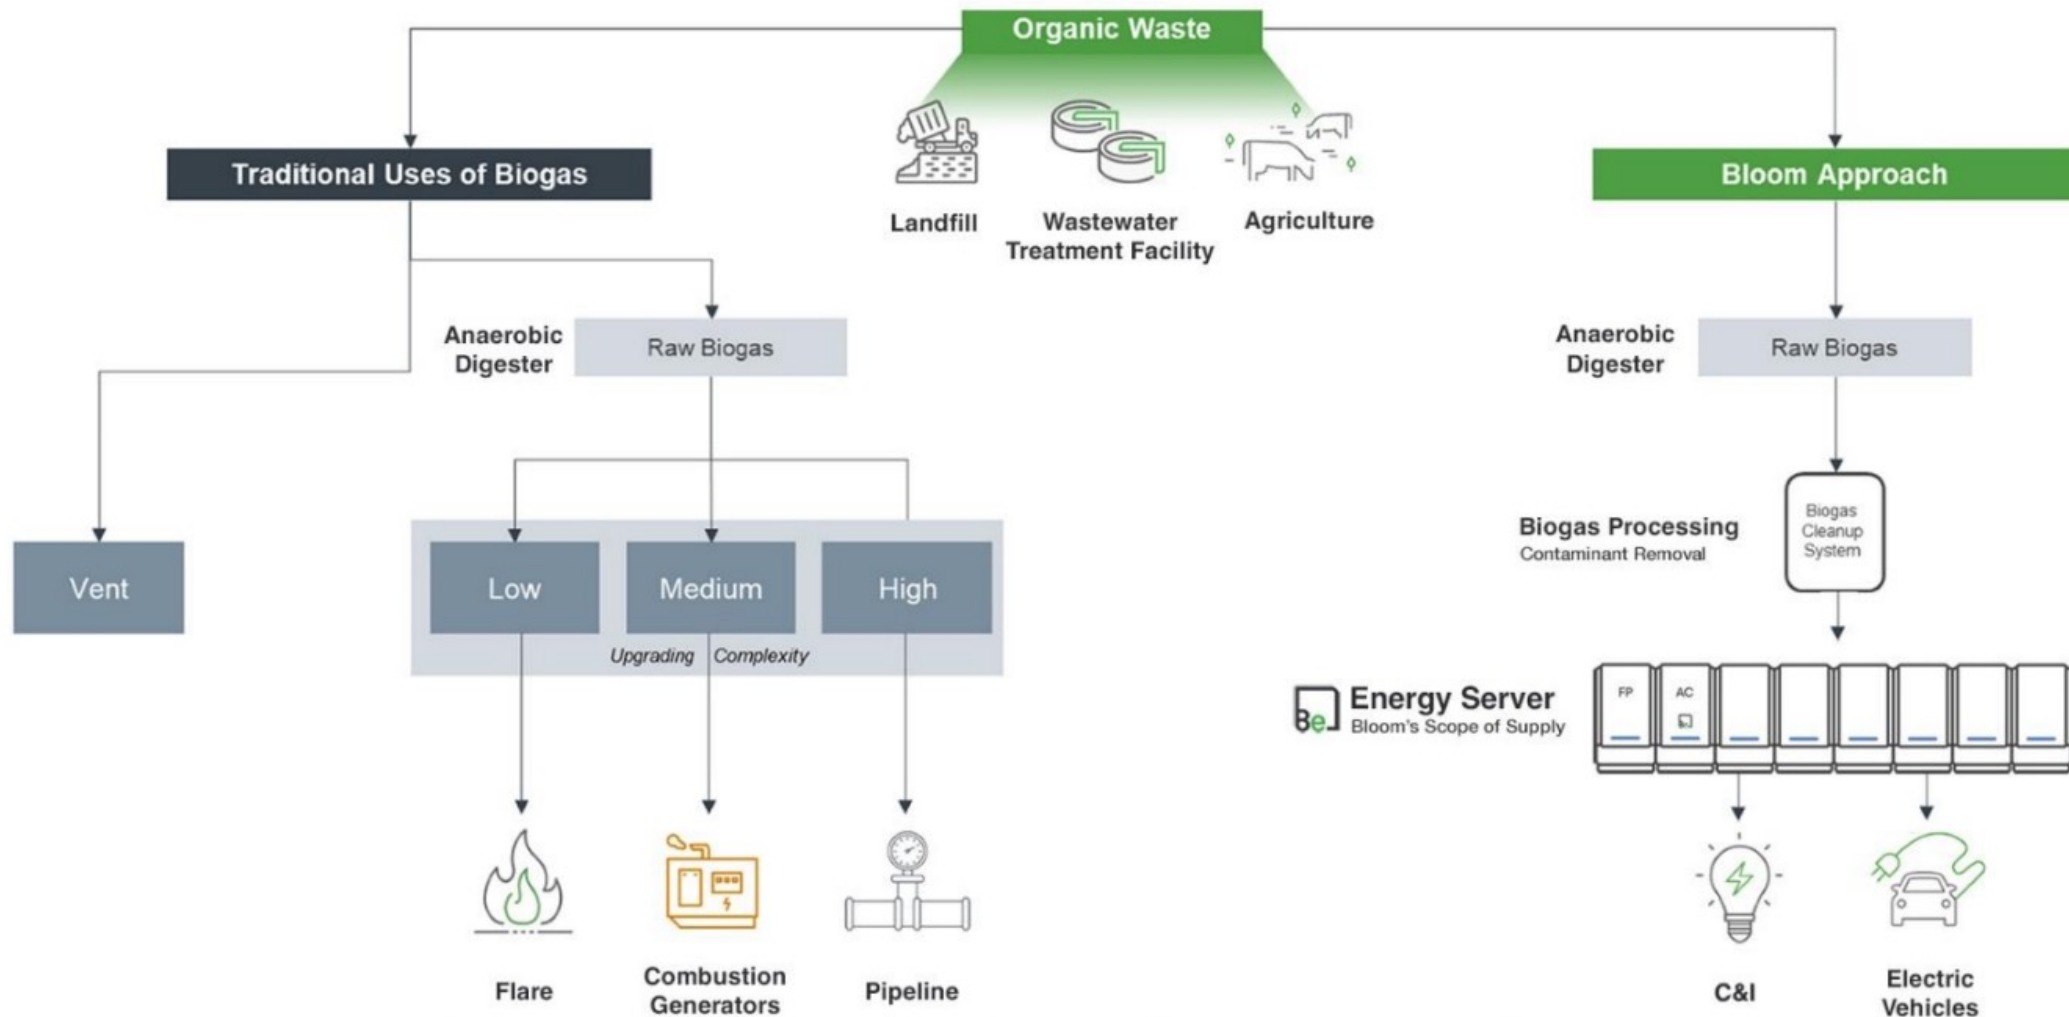 Organic Waste
Traditional Uses of Biogas
Landfill
Wastewater
Treatment Facility
Agriculture
Bloom Approach
Anaerobic
Digester
Raw Biogas
Anaerobic
Digester
Raw Biogas
Biogas Processing
Contaminant Removal
Biogas
Cleanup
System
Vent
Low
Medium
High
Upgrading Complexity
Be
Energy Server
Bloom's Scope of Supply
FP
AC
Flare
Combustion
Generators
Pipeline
C&I
Electric
Vehicles